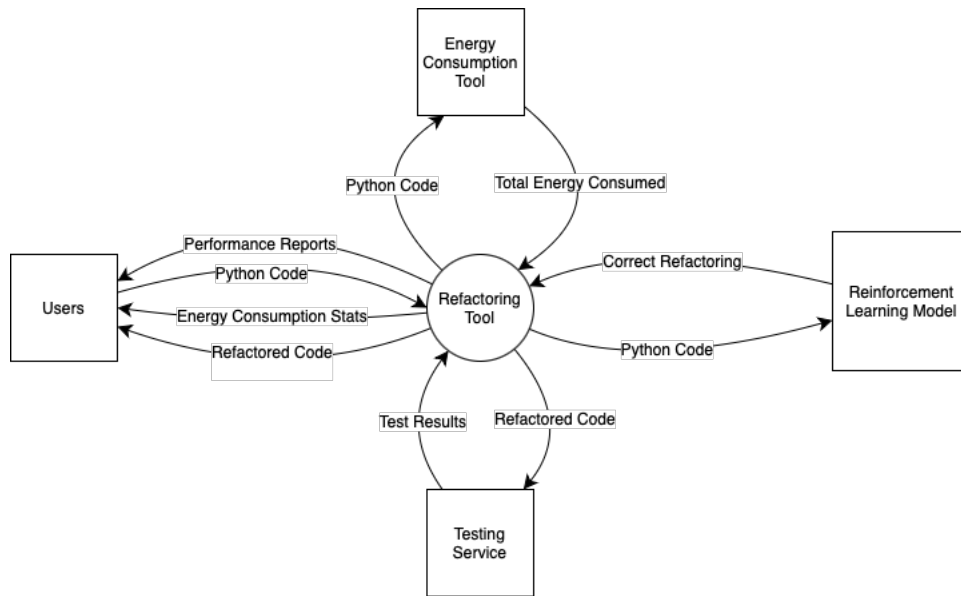 Energy
Consumption
Tool
Python Code
Total Energy Consumed
Performance Reports
Python Code
Energy Consumption Stats
Refactored Code
Users
Refactoring
Tool
Correct Refactoring
Python Code
Reinforcement
Learning Model
Test Results
Refactored Code
Testing
Service